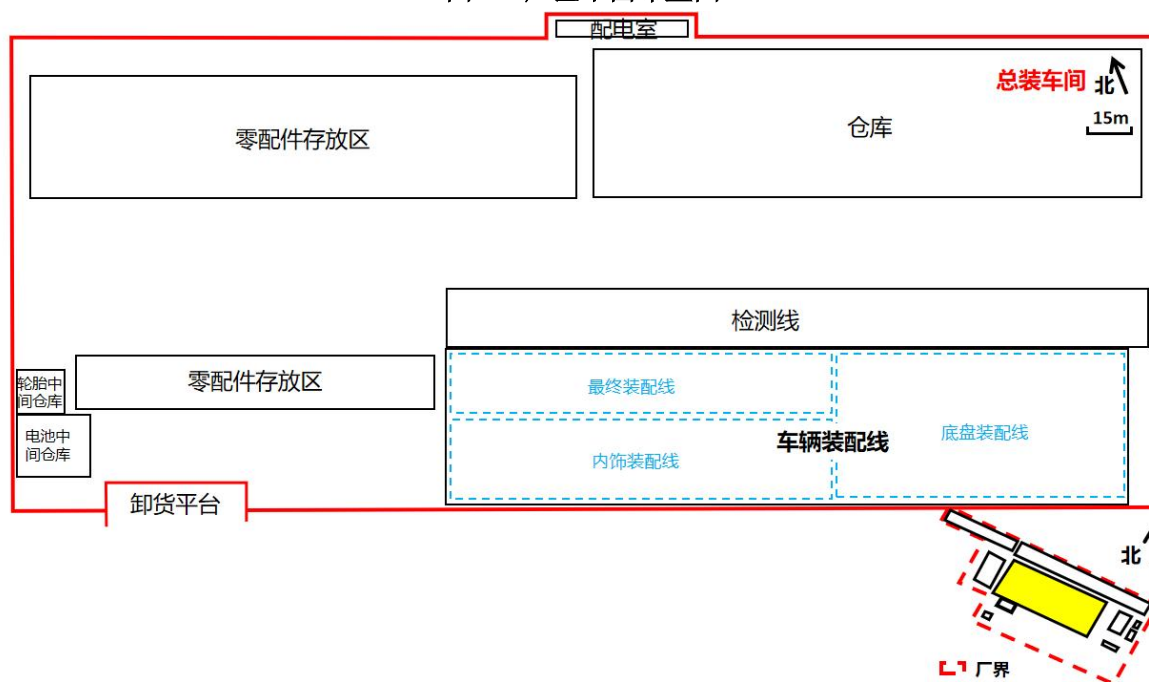 配电室
总装车间
北
15m
零配件存放区
仓库
检测线
轮胎中
间仓库
零配件存放区
最终装配线
电池中
间仓库
车辆装配线
底盘装配线
内饰装配线
卸货平台
北
厂界